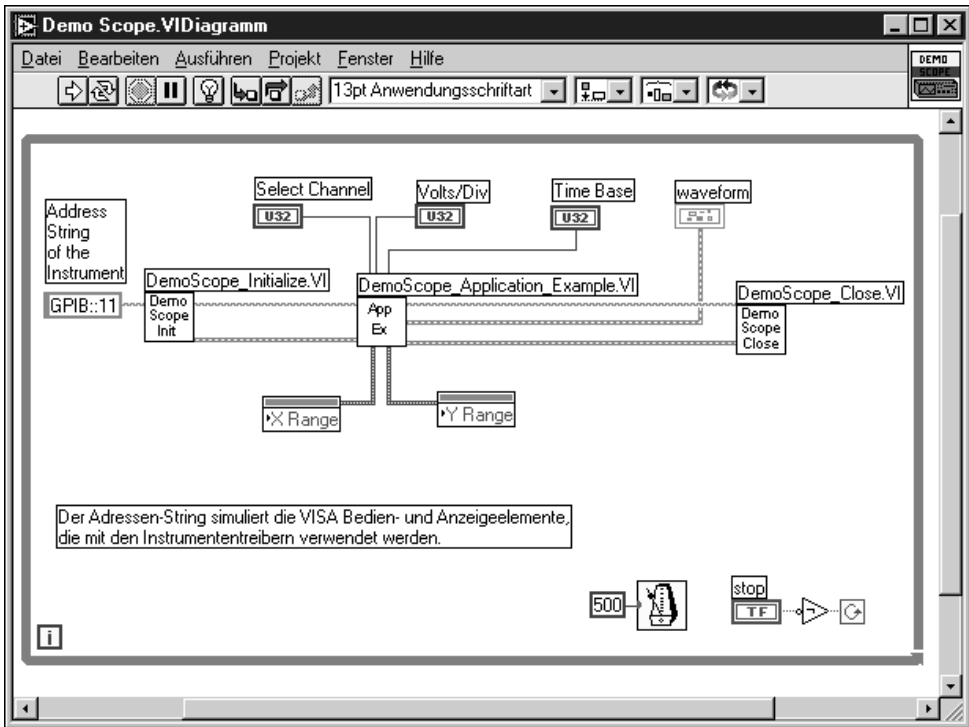 Demo Scope.VIDiagramm
Datei Bearbeiten Ausführen Projekt Fenster Hilfe
DEMO
SCOPE
13pt Anwendungsschriftart
Select Channel
U32
Volts/Div
U32
Time Base
U32
waveform
Address
String
of the
Instrument
GPIB::11
DemoScope_Initialize.VI
Demo
Scope
Init
DemoScope_Application_Example.VI
App
Ex
DemoScope_Close.VI
Demo
Scope
Close
X Range
Y Range
Der Adressen-String simuliert die VISA Bedien- und Anzeigeelemente,
die mit den Instrumententreibern verwendet werden.
500
stop
TF
i